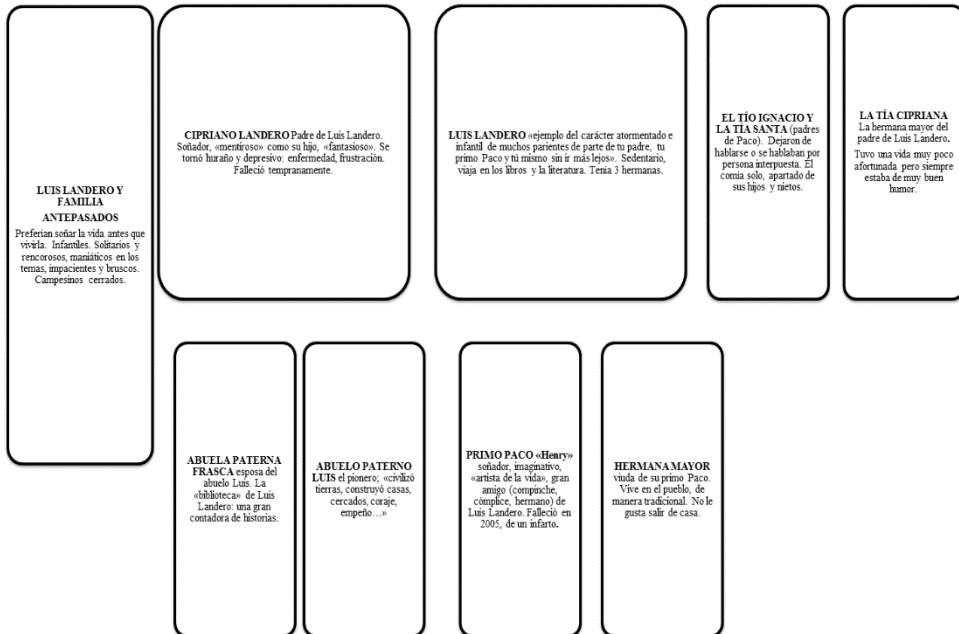 LUIS LANDERO Y
FAMILIA
ANTEPASADOS
Preferían soñar la vida antes que
vivirla. Infantiles. Solitarios y
rencorosos, maniáticos en los
temas, impacientes y bruscos.
Campesinos cerrados.
CIPRIANO LANDERO Padre de Luis Landero.
Soñador, «mentiroso» como su hijo, «fantasioso». Se
tornó huraño y depresivo: enfermedad, frustración.
Falleció tempranamente.
LUIS LANDERO «ejemplo del carácter atormentado e
infantil de muchos parientes de parte de tu padre, tu
primo Paco y tú mismo sin ir más lejos». Sedentario,
viaja en los libros y la literatura. Tenía 3 hermanas.
EL TÍO IGNACIO Y
LA TÍA SANTA (padres
de Paco). Dejaron de
hablarse o se hablaban por
persona interpuesta. El
comía solo, apartado de
sus hijos y nietos.
LA TÍA CIPRIANA
La hermana mayor del
padre de Luis Landero.
Tuvo una vida muy poco
afortunada pero siempre
estaba de muy buen
humor.
ABUELA PATERNA
FRASCA esposa del
abuelo Luis. La
«biblioteca» de Luis
Landero: una gran
contadora de historias.
ABUELO PATERNO
LUIS el pionero; «civilizó
tierras, construyó casas,
cercados, coraje,
empeño…»
PRIMO PACO «Henry»
soñador, imaginativo,
«artista de la vida», gran
amigo (compinche,
cómplice, hermano) de
Luis Landero. Falleció en
2005, de un infarto.
HERMANA MAYOR
viuda de su primo Paco.
Vive en el pueblo, de
manera tradicional. No le
gusta salir de casa.